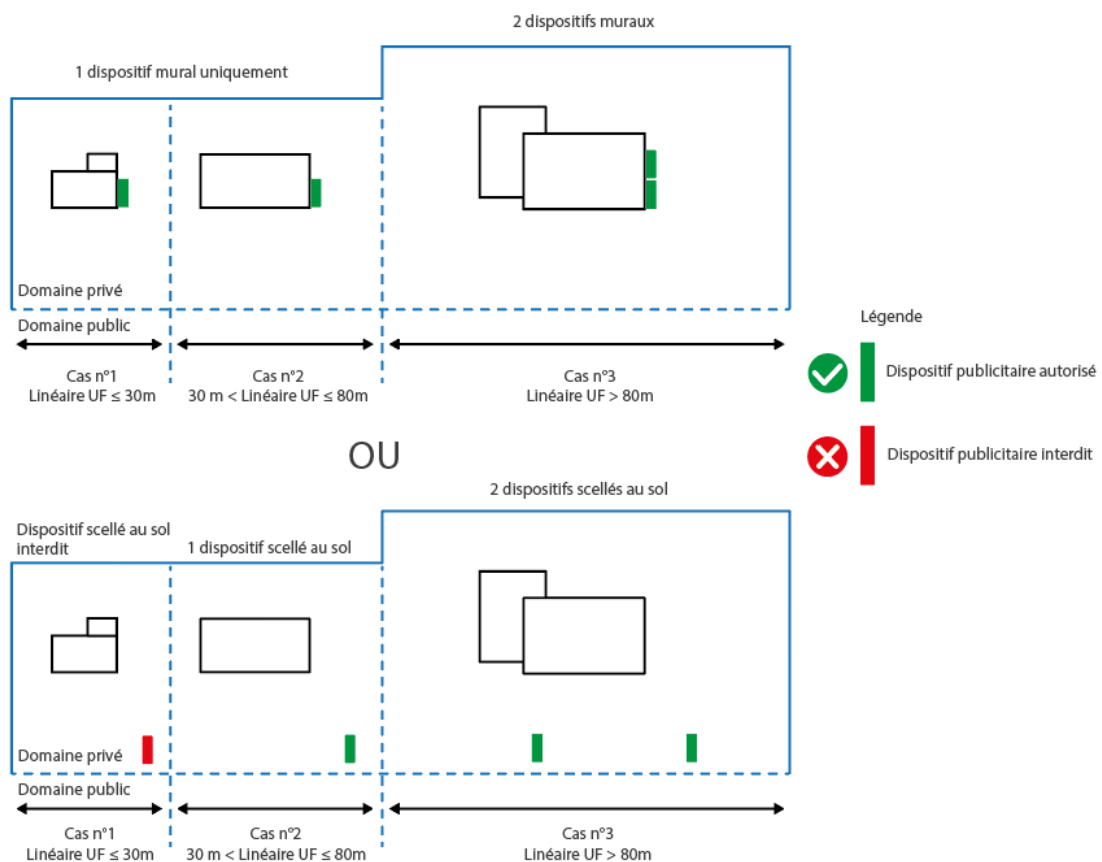 2 dispositifs muraux
1 dispositif mural uniquement
Domaine privé
Domaine public
Cas n°1
Linéaire UF ≤ 30m
Cas n°2
30 m < Linéaire UF ≤ 80m
Cas n°3
Linéaire UF > 80m
Légende
Dispositif publicitaire autorisé
Dispositif publicitaire interdit
OU
2 dispositifs scellés au sol
Dispositif scellé au sol
interdit
1 dispositif scellé au sol
Domaine privé
Domaine public
Cas n°1
Linéaire UF ≤ 30m
Cas n°2
30 m < Linéaire UF ≤ 80m
Cas n°3
Linéaire UF > 80m